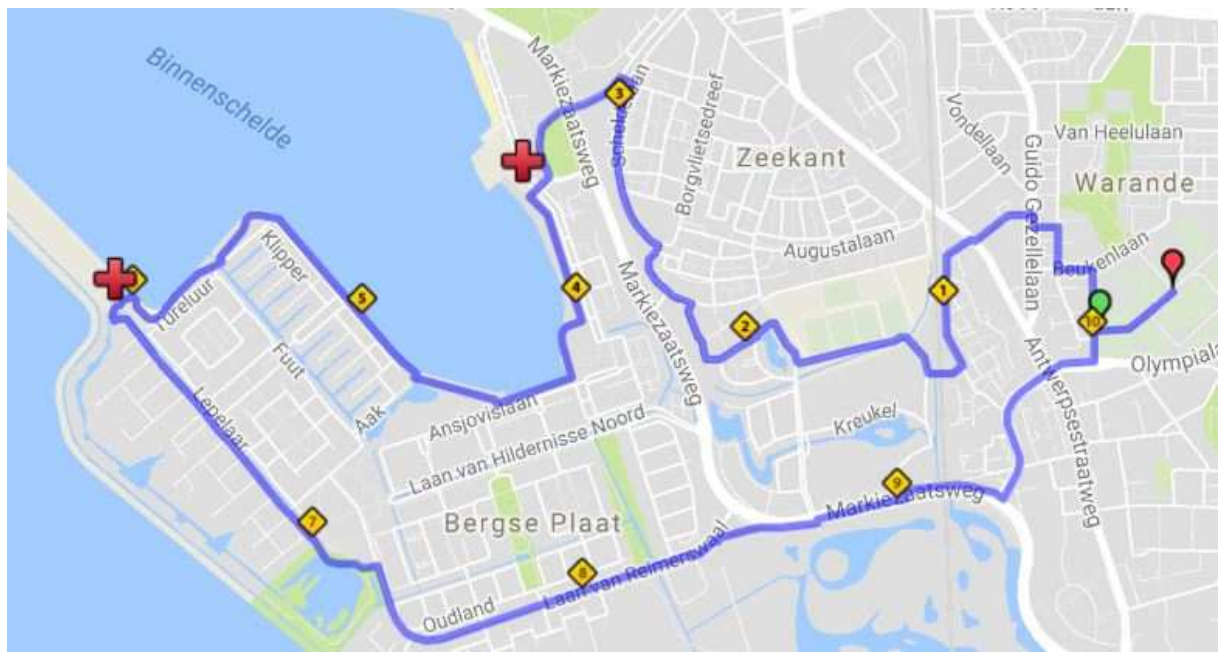 Binnenschelde
Markiezaatsweg
3
Borgvlietsedreef
Zeekant
Vondellaan
Guido Gezellelaan
Van Heelulaan
Warande
Augustalaan
Beukenlaan
Klipper
Tureluur
5
4
Markiezaatsweg
1
2
10
Fuut
Aak
Lepelaar
Ansjovislaan
Laan van Hildernisse Noord
Kreukel
Antwerpsestraatweg
Olympiala
9
Markiezaatsweg
7
Bergse Plaat
8
Oudland
Laan van Reimerswaal